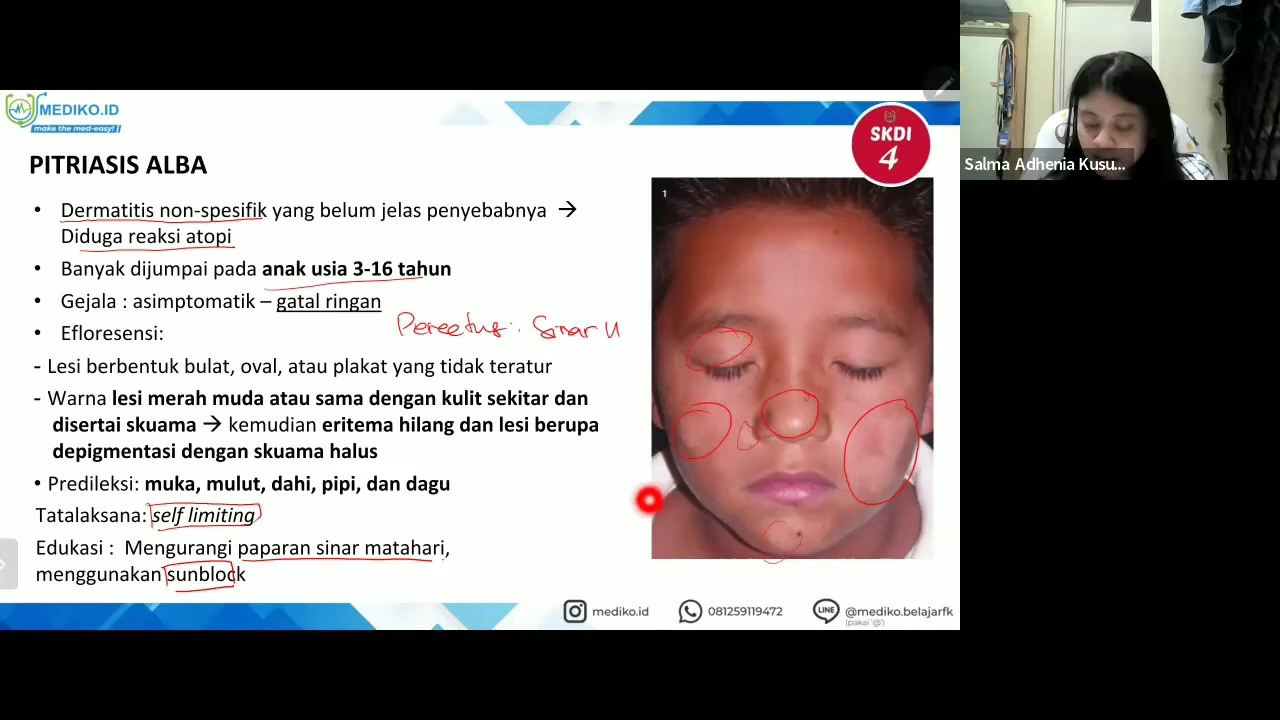 MEDIKO.ID
make the med-easy!
SKDI
4
PITRIASIS ALBA
• Dermatitis non-spesifik yang belum jelas penyebabnya →
Diduga reaksi atopi
• Banyak dijumpai pada anak usia 3-16 tahun
• Gejala : asimptomatik – gatal ringan
Sinar U
• Efloresensi:
- Lesi berbentuk bulat, oval, atau plakat yang tidak teratur
- Warna lesi merah muda atau sama dengan kulit sekitar dan
disertai skuama → kemudian eritema hilang dan lesi berupa
depigmentasi dengan skuama halus
• Predileksi: muka, mulut, dahi, pipi, dan dagu
Tatalaksana: self limiting
Edukasi : Mengurangi paparan sinar matahari,
menggunakan sunblock
1
mediko.id
081259119472
LINE
@mediko.belajarfk
(pakai '@')
Salma Adhenia Kusu...